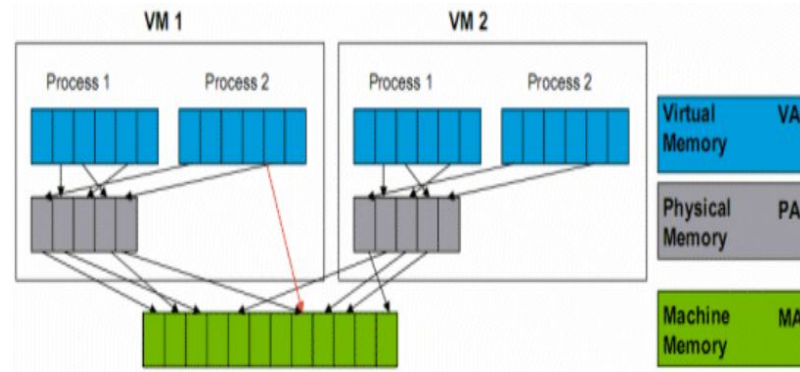 VM 1
VM 2
Process 1
Process 2
Process 1
Process 2
Virtual VA
Memory
Physical PA
Memory
Machine MA
Memory